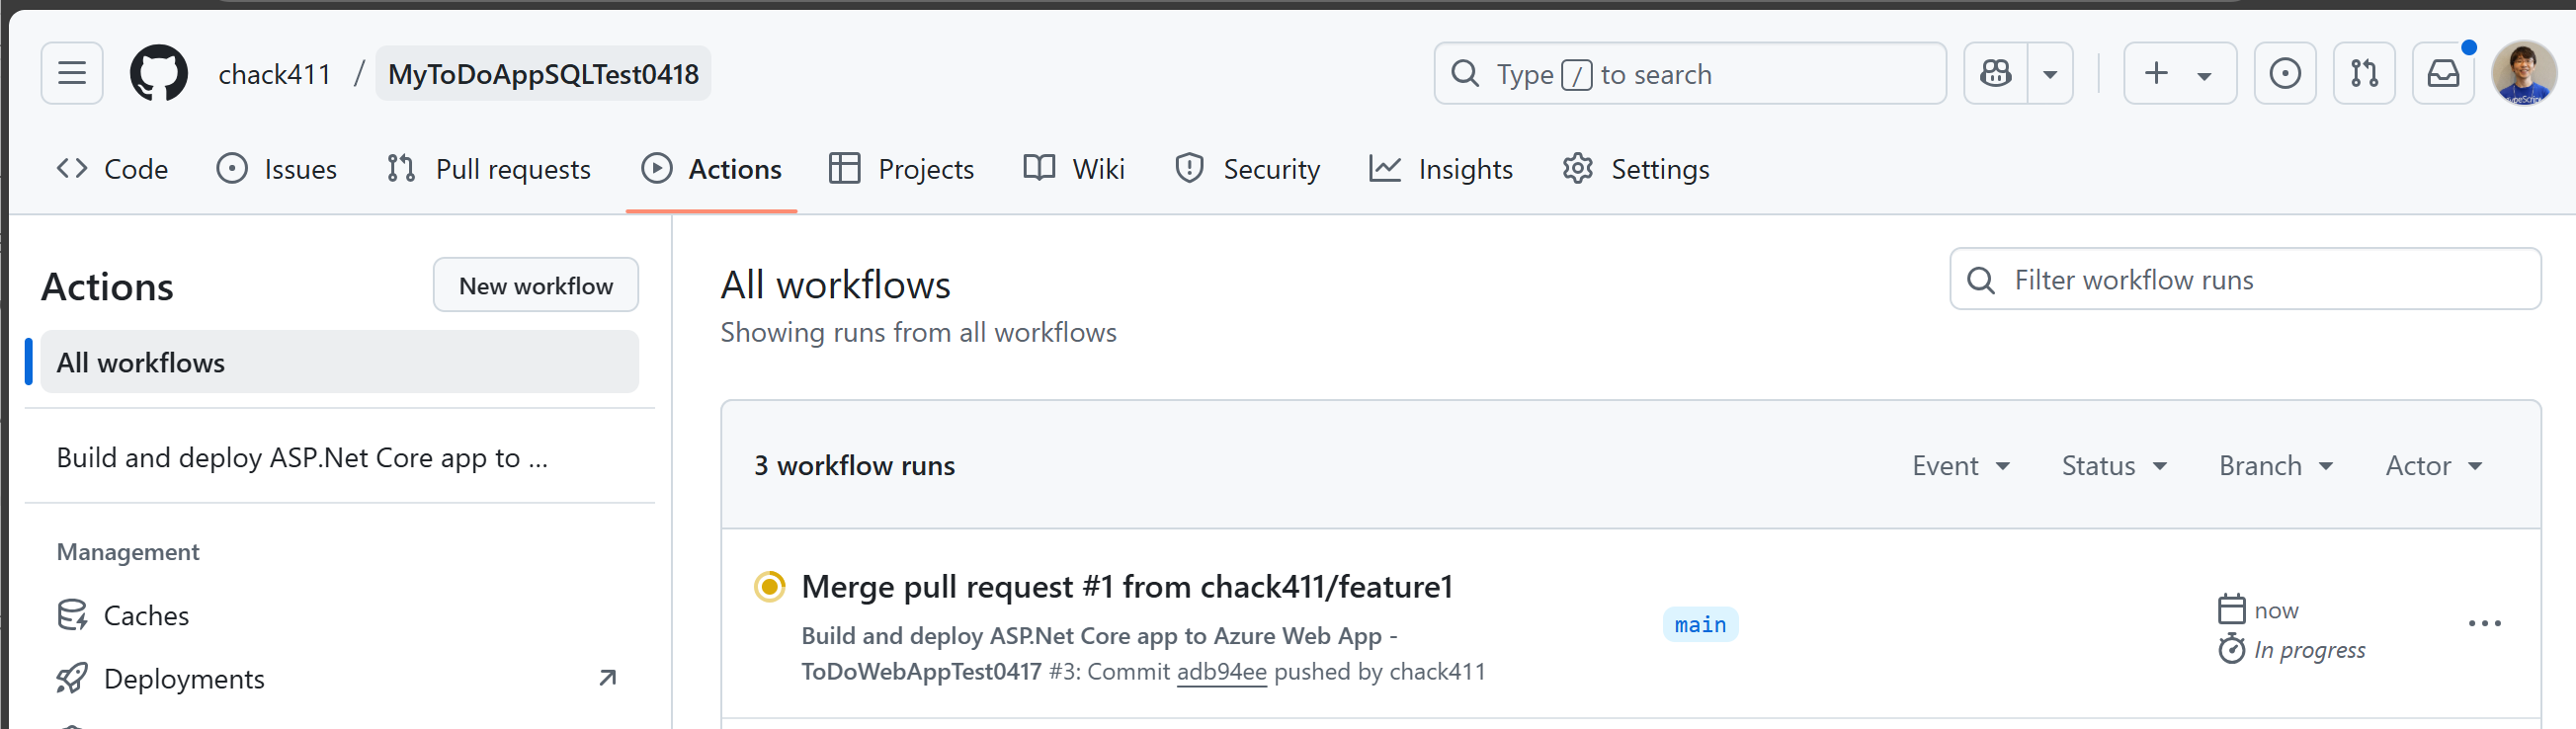 chack411 / MyToDoAppSQLTest0418
Type / to search
Code
Issues
Pull requests
Actions
Projects
Wiki
Security
Insights
Settings
Actions
New workflow
All workflows
Build and deploy ASP.Net Core app to ...
Management
Caches
Deployments
All workflows
Showing runs from all workflows
Filter workflow runs
3 workflow runs
Event
Status
Branch
Actor
Merge pull request #1 from chack411/feature1
Build and deploy ASP.Net Core app to Azure Web App -
ToDoWebAppTest0417 #3: Commit adb94ee pushed by chack411
main
now
In progress